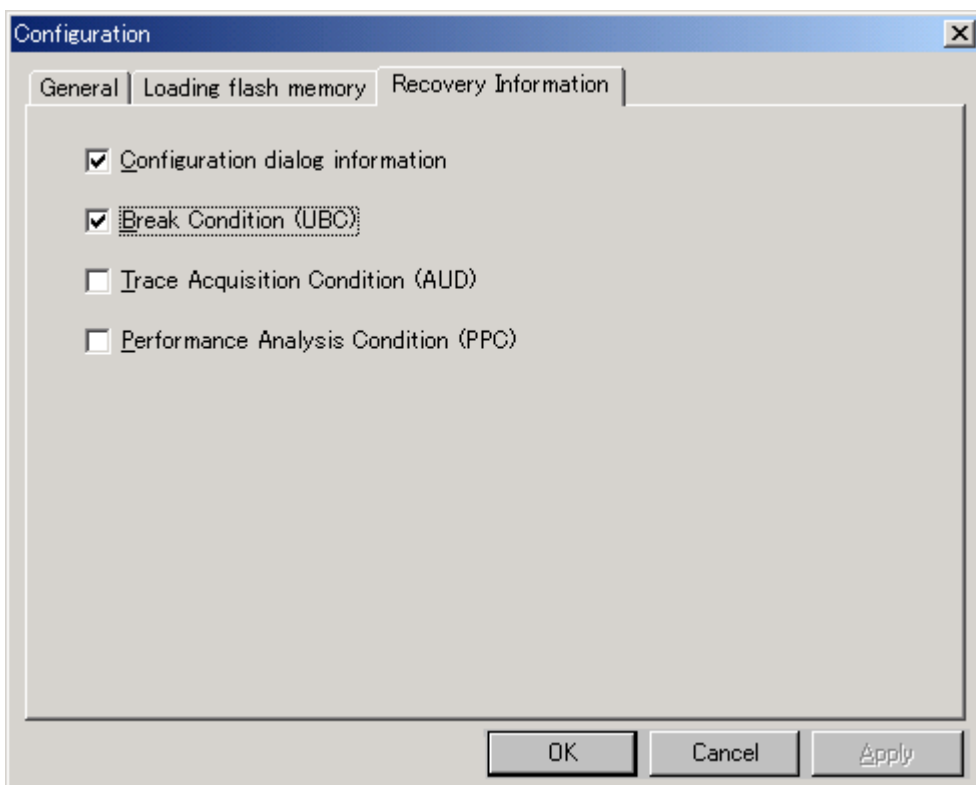 Configuration
General Loading flash memory Recovery Information
Configuration dialog information
Break Condition (UBC)
Trace Acquisition Condition (AUD)
Performance Analysis Condition (PPC)
OK Cancel Apply